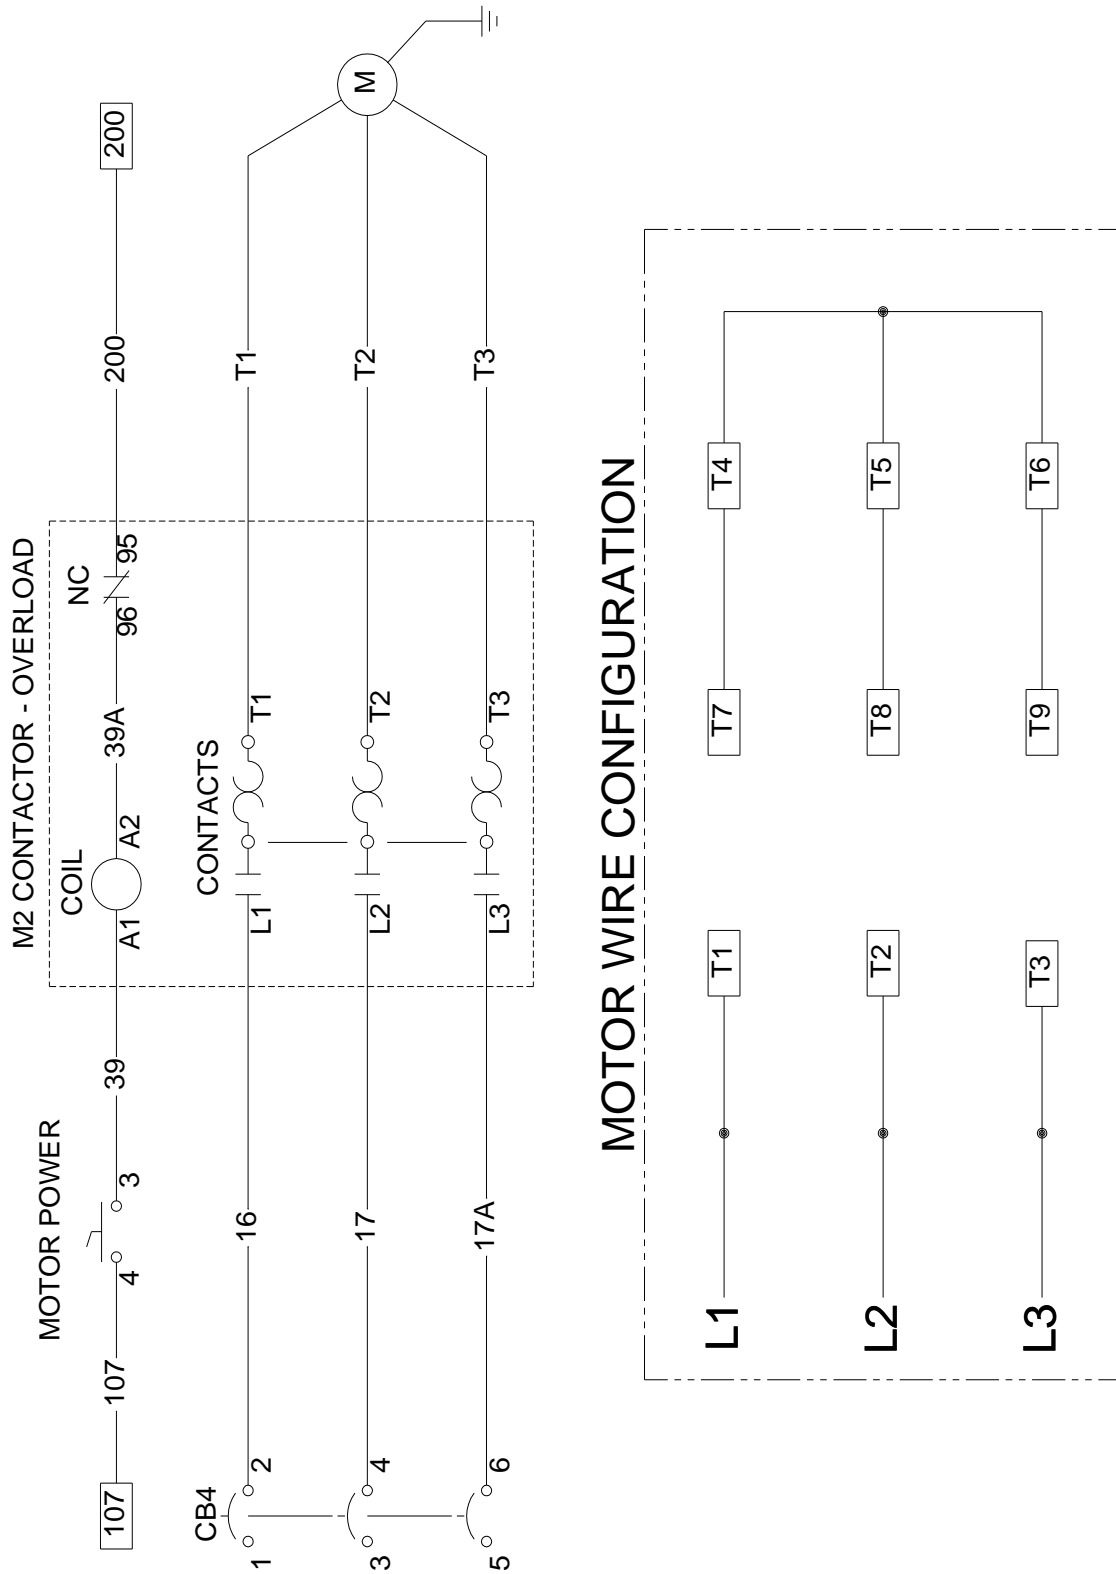 M2 CONTACTOR - OVERLOAD
MOTOR POWER
COIL
NC
107
107
4
3
39
A1
A2
39A
96
95
200
200
CB4
CONTACTS
1
2
16
L1
T1
T1
3
4
17
L2
T2
T2
M
5
6
17A
L3
T3
T3
MOTOR WIRE CONFIGURATION
L1
T1
T7
T4
L2
T2
T8
T5
L3
T3
T9
T6